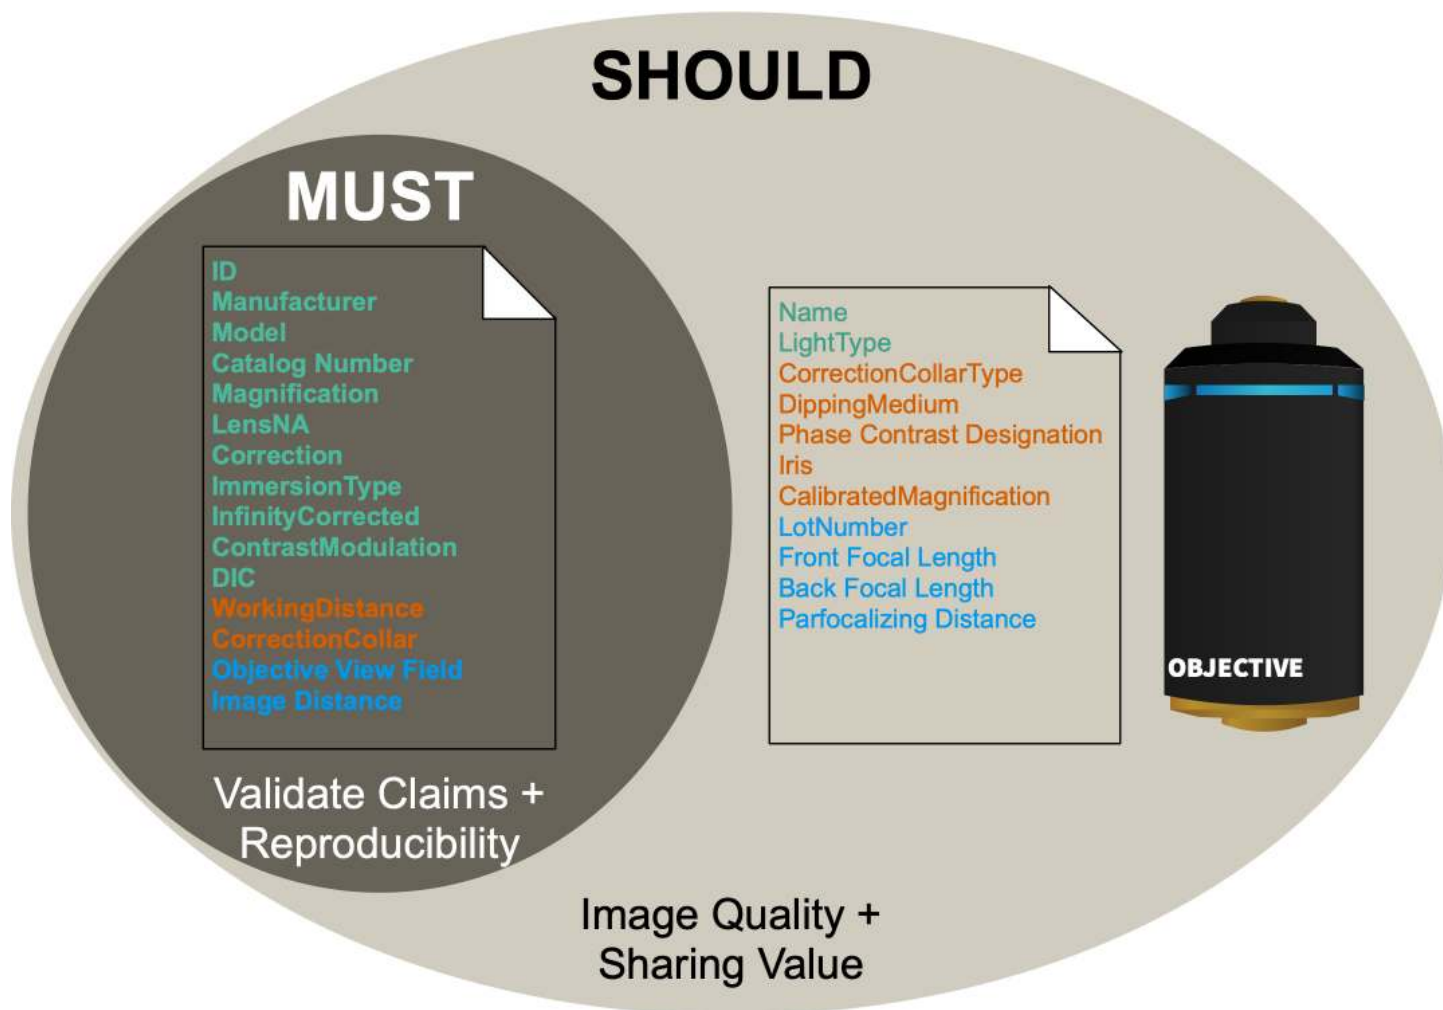 SHOULD
MUST
ID
Manufacturer
Model
Catalog Number
Magnification
LensNA
Correction
ImmersionType
InfinityCorrected
ContrastModulation
DIC
WorkingDistance
CorrectionCollar
Objective View Field
Image Distance
Validate Claims +
Reproducibility
Name
LightType
CorrectionCollarType
DippingMedium
Phase Contrast Designation
Iris
CalibratedMagnification
LotNumber
Front Focal Length
Back Focal Length
Parfocalizing Distance
OBJECTIVE
Image Quality +
Sharing Value